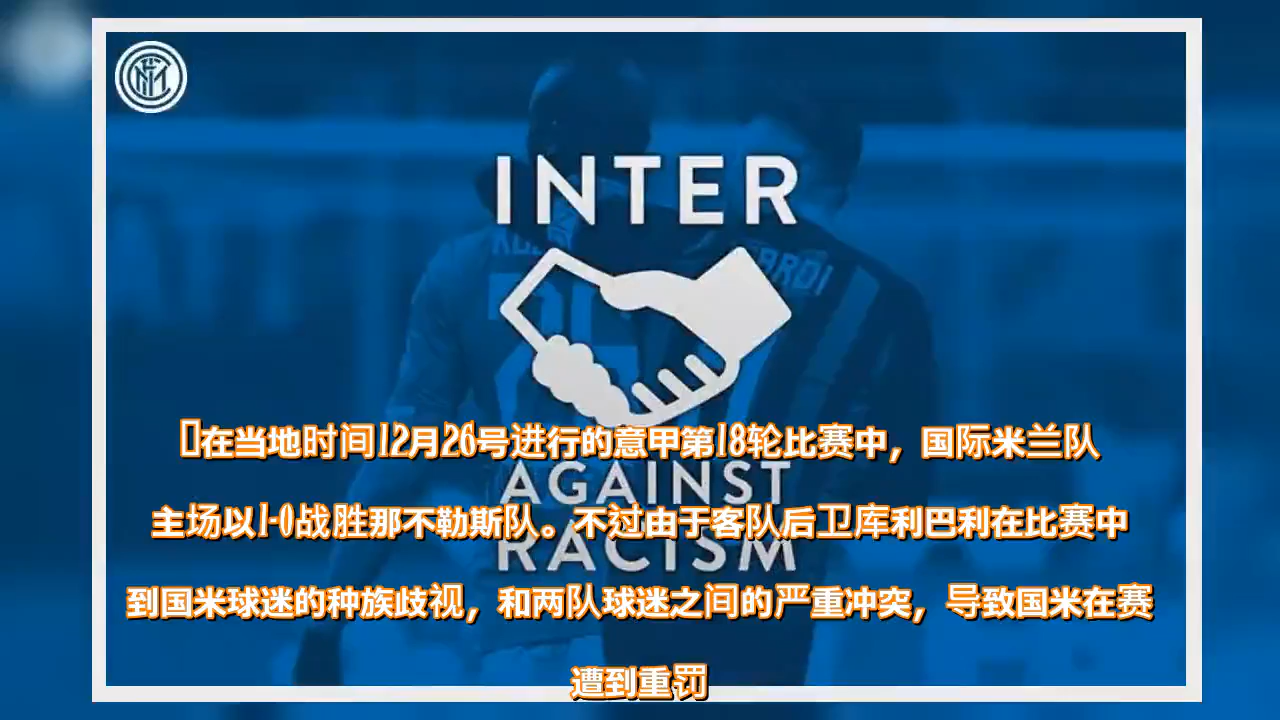 INTER
在当地时间12月26号进行的意甲第18轮比赛中，国际米兰队
AGAINST
主场以1-0战胜那不勒斯队。不过由于客队后卫库利巴利在比赛中
RACISM
到国米球迷的种族歧视，和两队球迷之间的严重冲突，导致国米在赛
遭到重罚